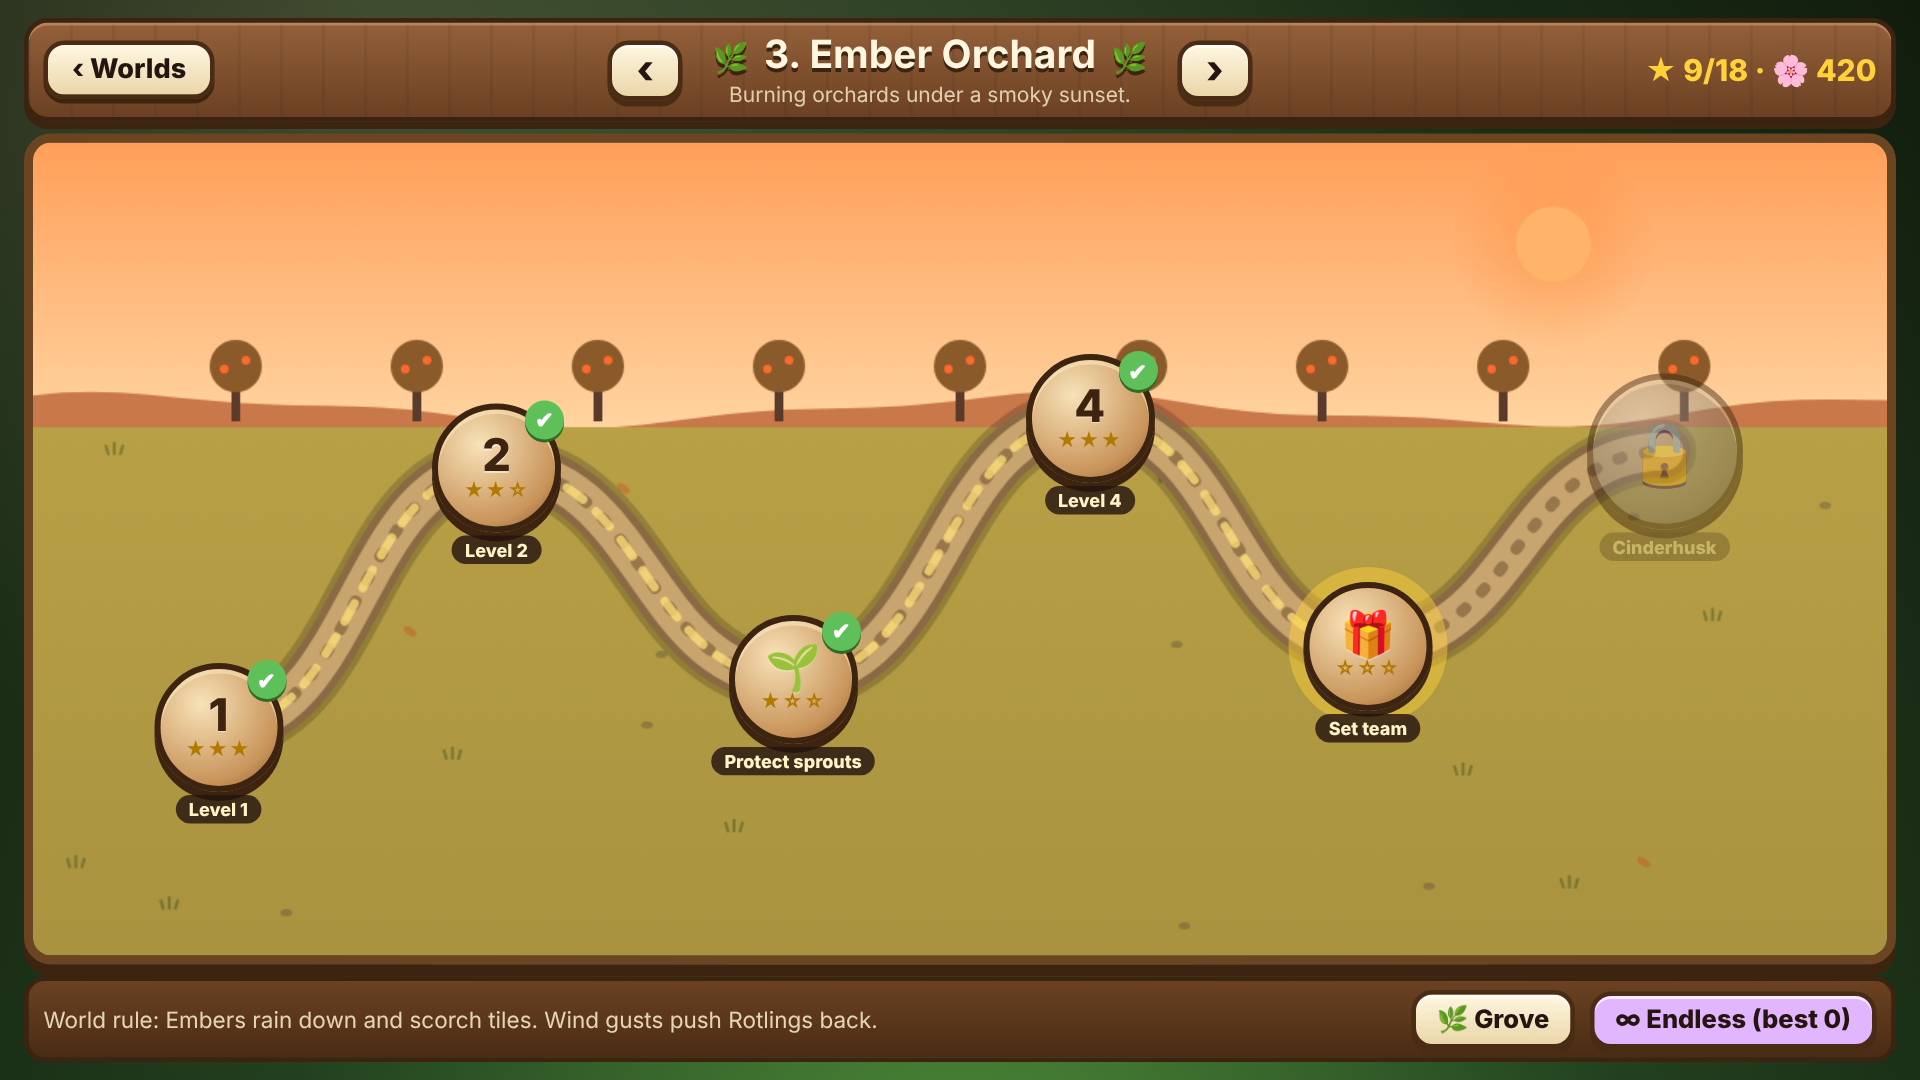 ‹ Worlds
‹
🌿 3. Ember Orchard 🌿
Burning orchards under a smoky sunset.
›
★ 9/18 · 🌸 420
4
★★★
Level 4
2
★★☆
Level 2
Cinderhusk
🎁
☆☆☆
Set team
🌱
★☆☆
Protect sprouts
1
★★★
Level 1
World rule: Embers rain down and scorch tiles. Wind gusts push Rotlings back.
🌿 Grove
∞ Endless (best 0)